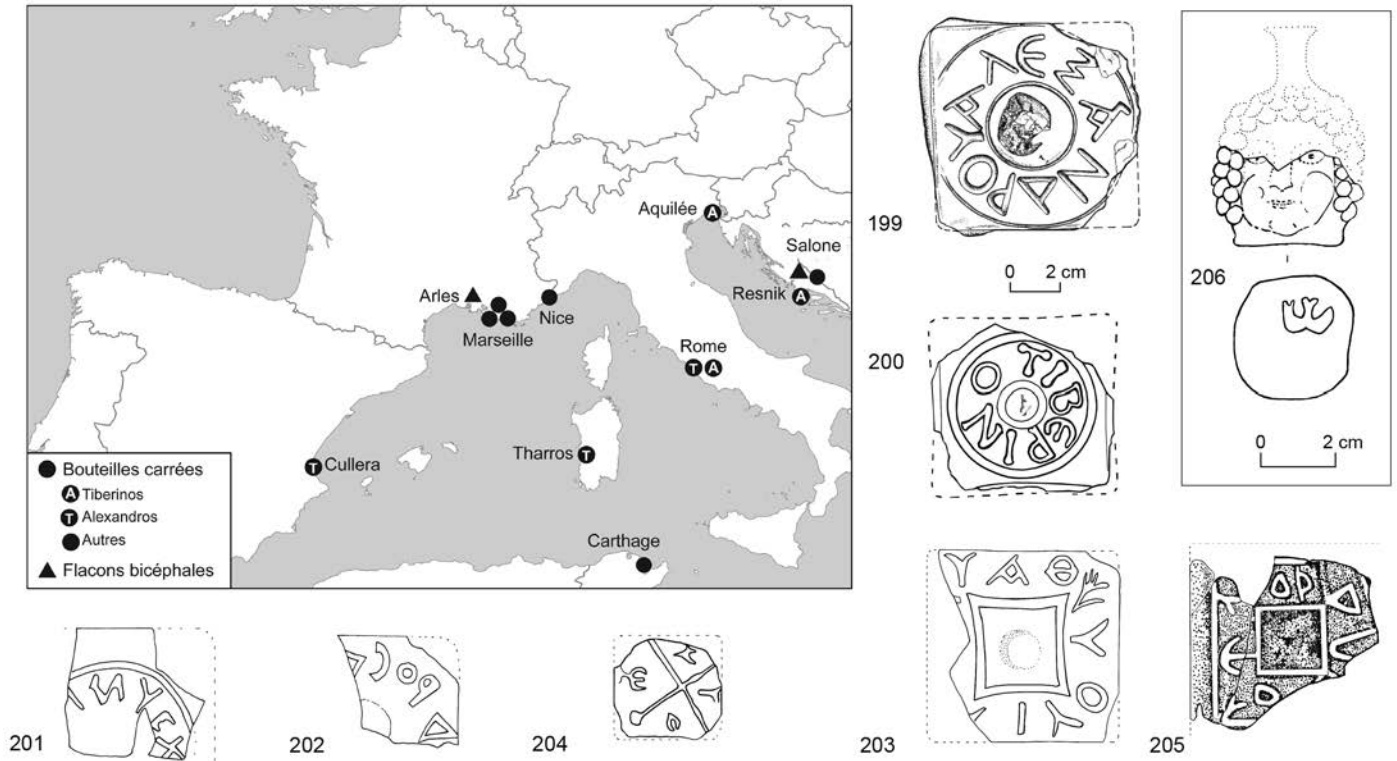 Aquilée
A
Salone
Resnik
A
Arles
Nice
Marseille
Rome
T A
Tharros
T
T Cullera
Carthage
Bouteilles carrées
A Tiberinos
T Alexandros
Autres
Flacons bicéphales
199
0 2 cm
200
ΤΙΒΕΡΙΝΟ
206
0 2 cm
201
202
204
203
205